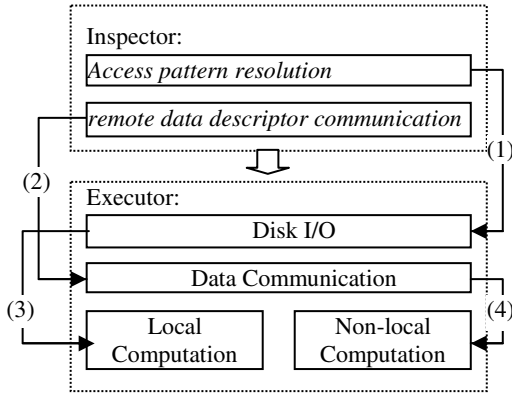 Inspector:
Access pattern resolution
remote data descriptor communication
(1)
(2)
Executor:
Disk I/O
Data Communication
(3)
(4)
Local
Computation
Non-local
Computation